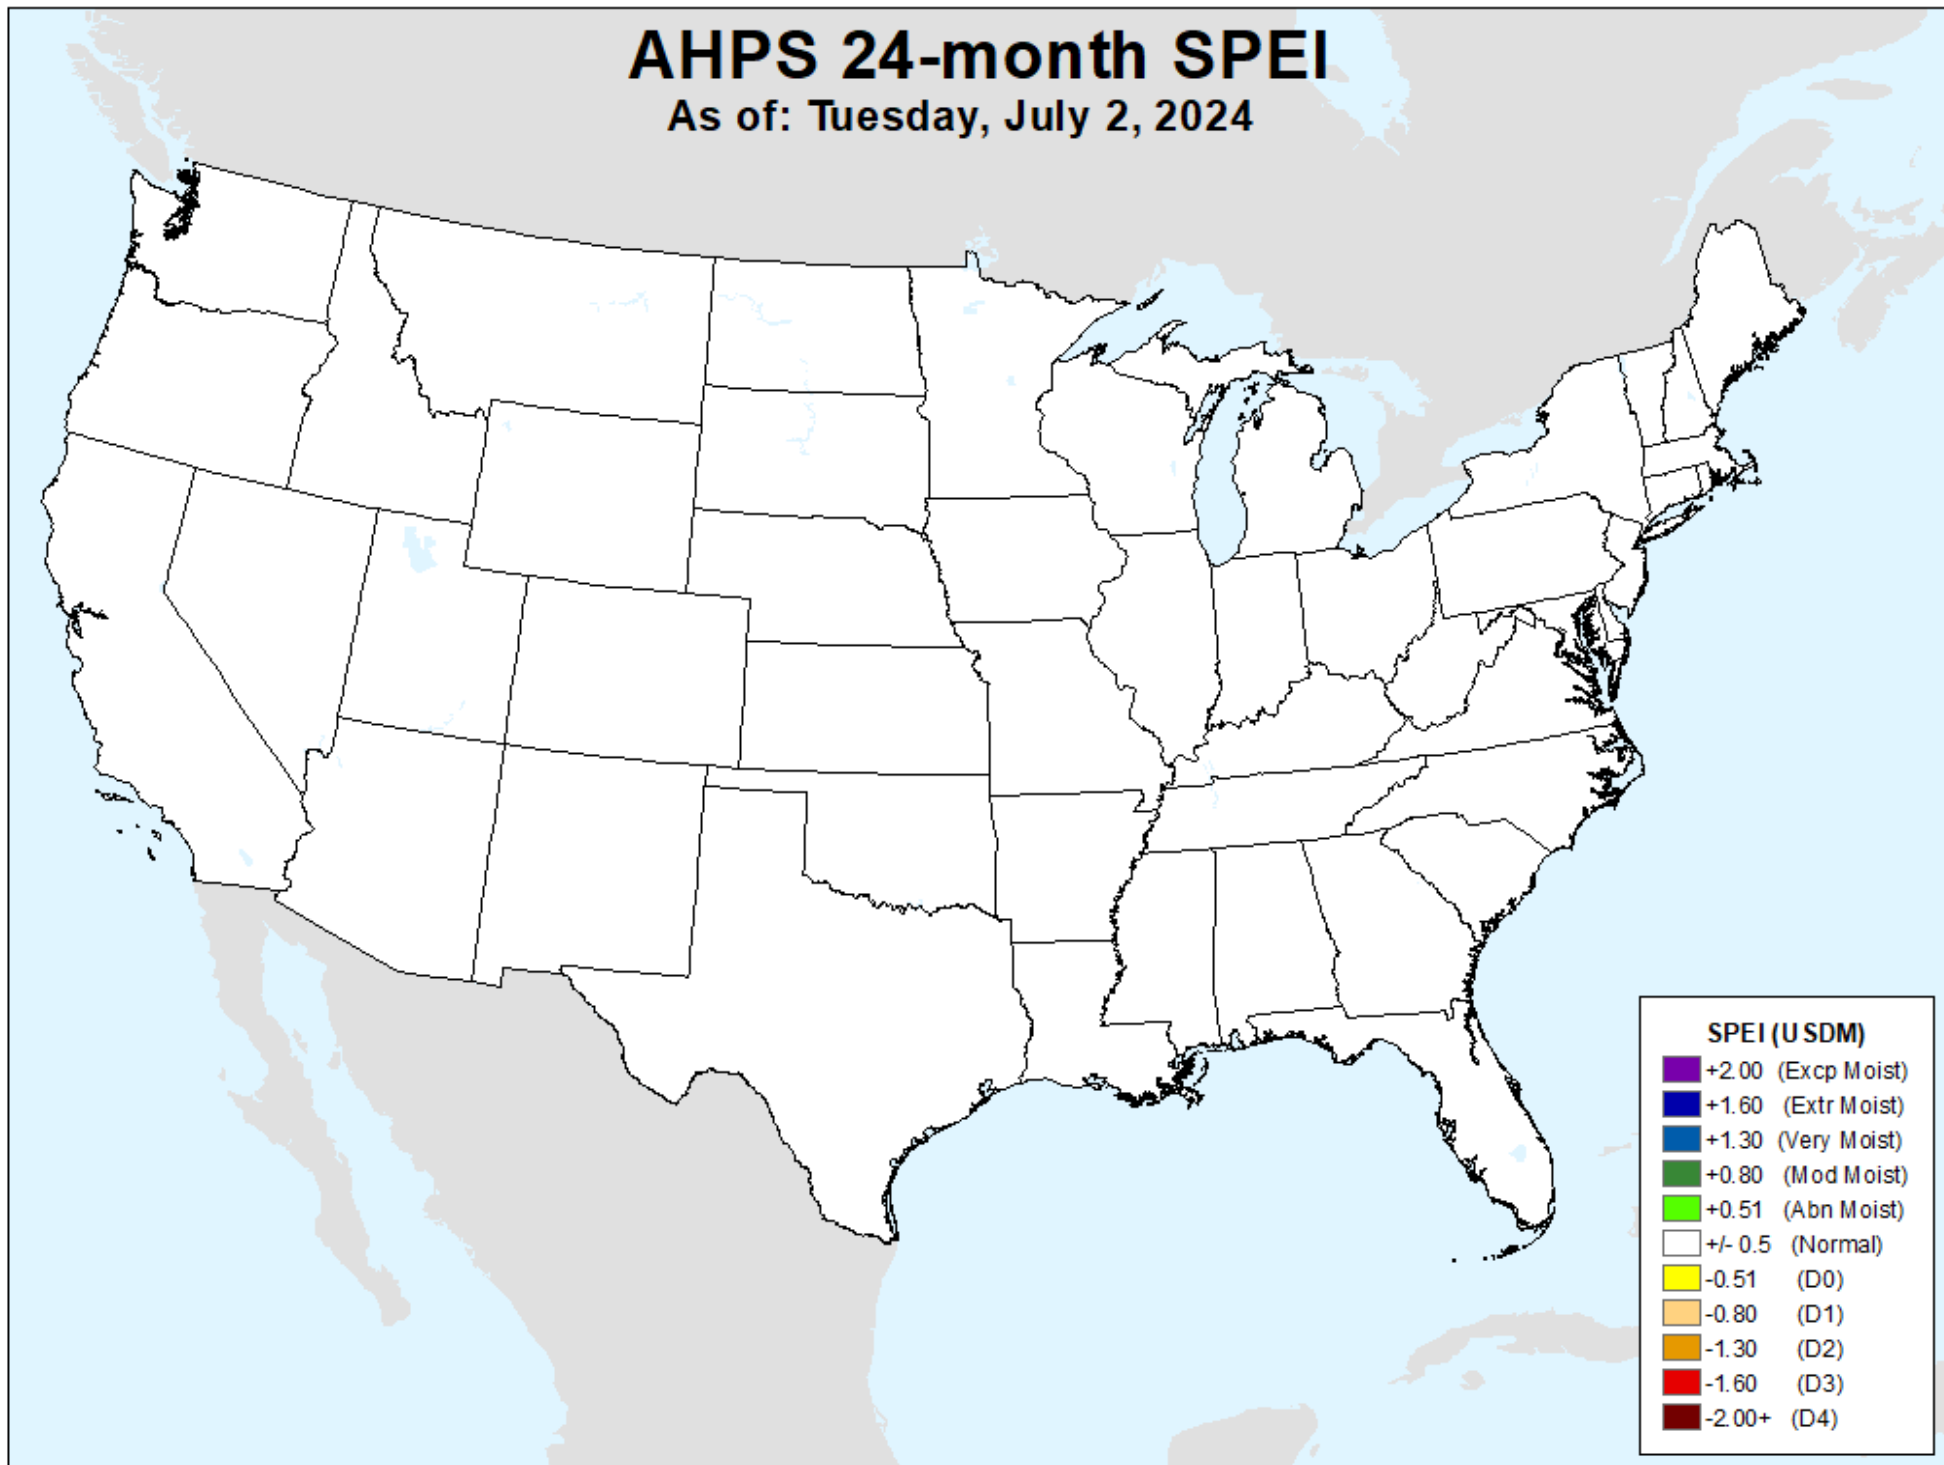 AHPS 24-month SPEI
As of: Tuesday, July 2, 2024
SPEI (USDM)
+2.00 (Excp Moist)
+1.60 (Extr Moist)
+1.30 (Very Moist)
+0.80 (Mod Moist)
+0.51 (Abn Moist)
+/- 0.5 (Normal)
-0.51 (D0)
-0.80 (D1)
-1.30 (D2)
-1.60 (D3)
-2.00+ (D4)